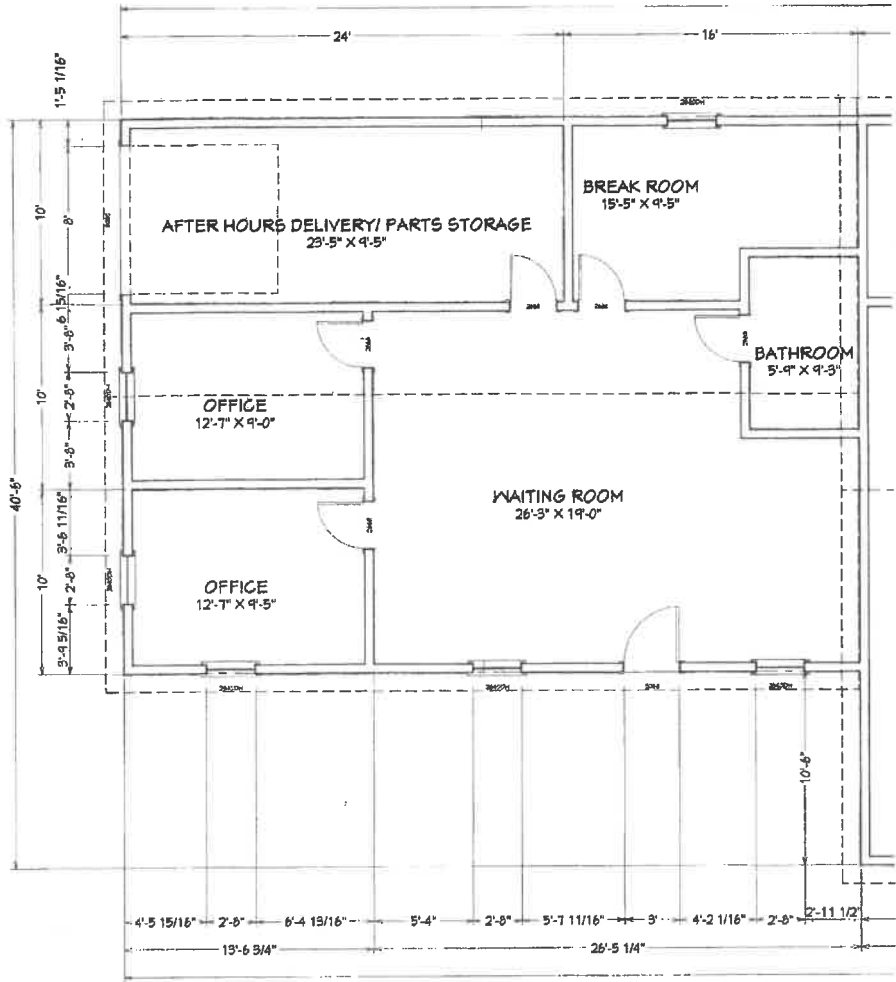 24'
16'
1'-5 1/16"
10'
8'
6 15/16"
3'-8"
10'
2'-8"
3'-8"
40'-6"
3'-6 11/16"
10'
2'-8"
3'-9 5/16"
BREAK ROOM
15'-5" X 9'-5"
AFTER HOURS DELIVERY/ PARTS STORAGE
23'-5" X 9'-5"
BATHROOM
5'-9" X 9'-3"
OFFICE
12'-7" X 9'-0"
WAITING ROOM
26'-3" X 19'-0"
OFFICE
12'-7" X 9'-5"
10'-6"
4'-5 15/16"
2'-8"
6'-4 13/16"
5'-4"
2'-8"
5'-7 11/16"
3'
4'-2 1/16"
2'-8"
2'-11 1/2"
13'-6 3/4"
26'-5 1/4"